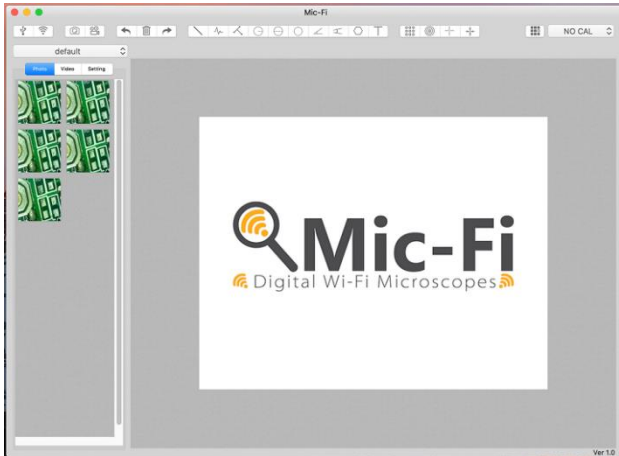 Mic-Fi
NO CAL
default
Photo Video Setting
Mic-Fi
Digital Wi-Fi Microscopes
Ver 1.0